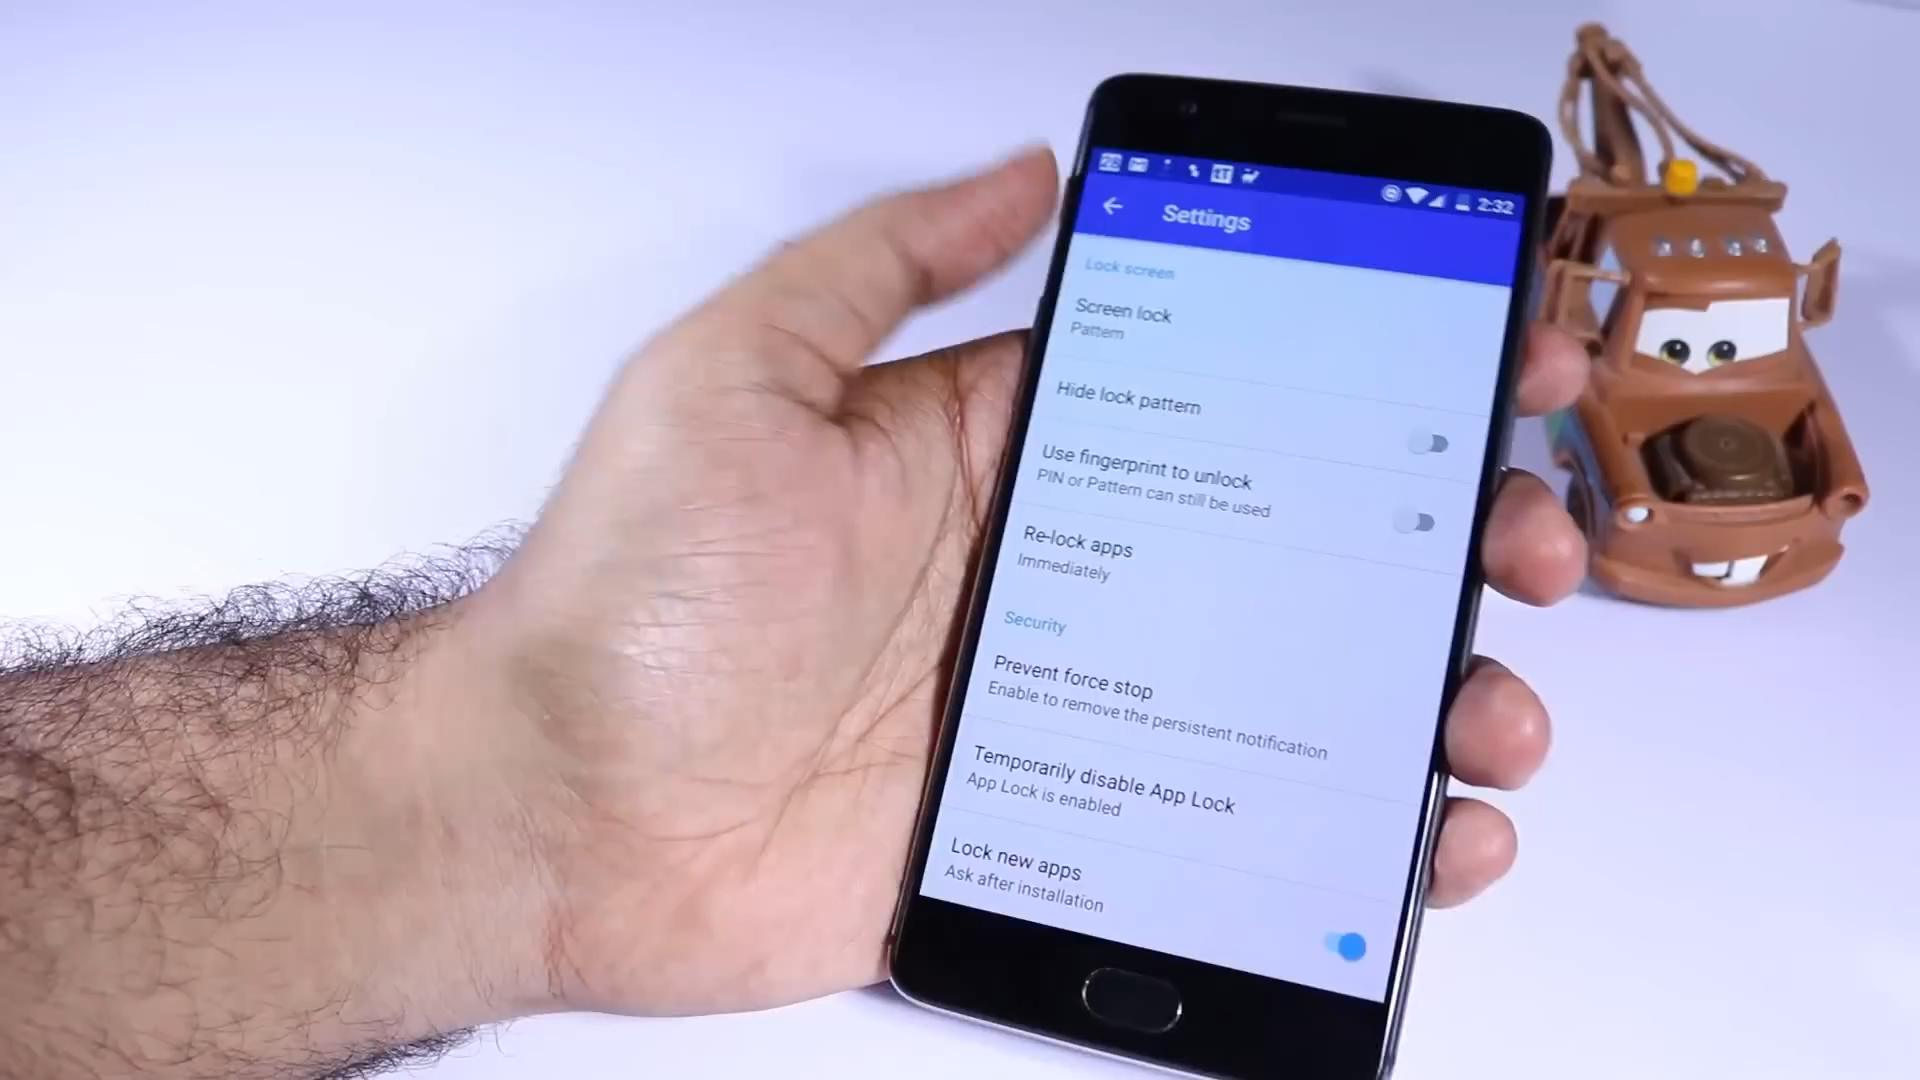 2:32
Settings
Lock screen
Screen lock
Pattern
Hide lock pattern
Use fingerprint to unlock
PIN or Pattern can still be used
Re-lock apps
Immediately
Security
Prevent force stop
Enable to remove the persistent notification
Temporarily disable App Lock
App Lock is enabled
Lock new apps
Ask after installation